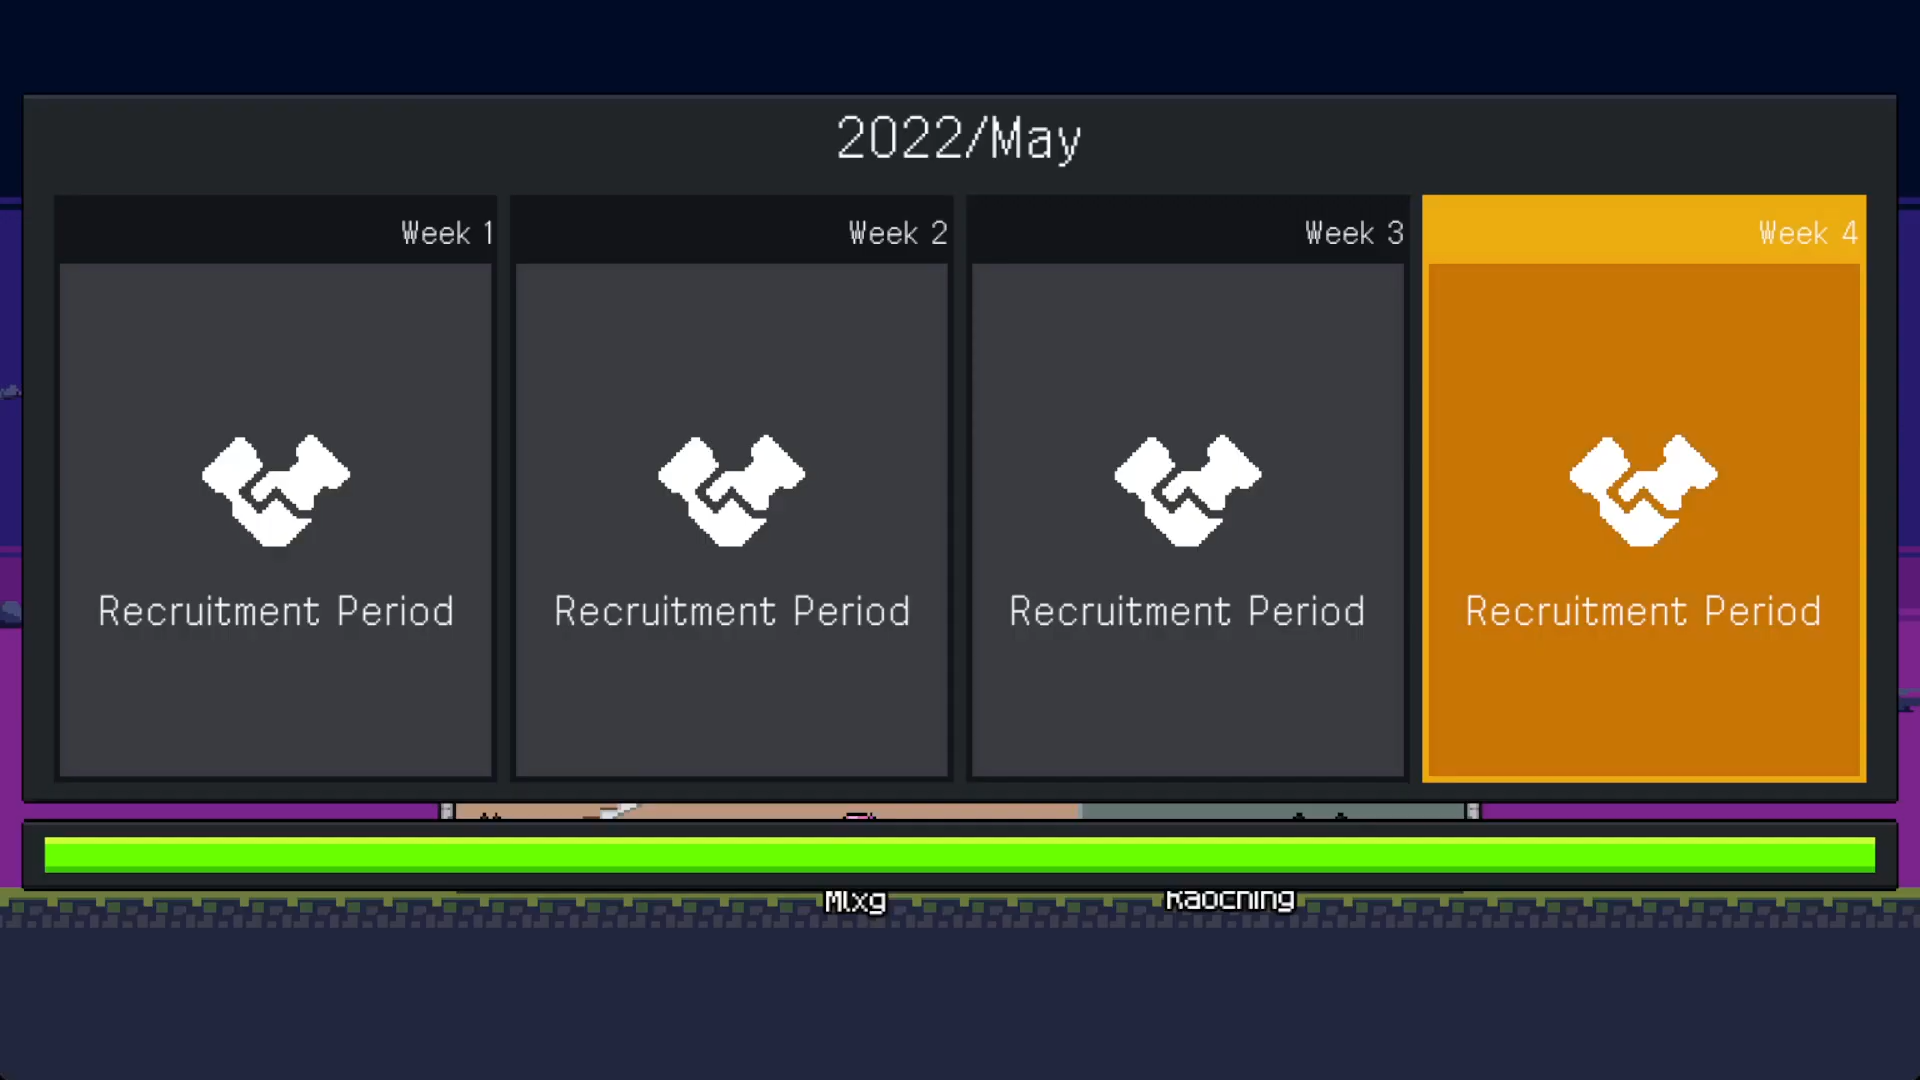 2022/May
Week 1
Week 2
Week 3
Week 4
Recruitment Period
Recruitment Period
Recruitment Period
Recruitment Period
Mlxg
Kaocning